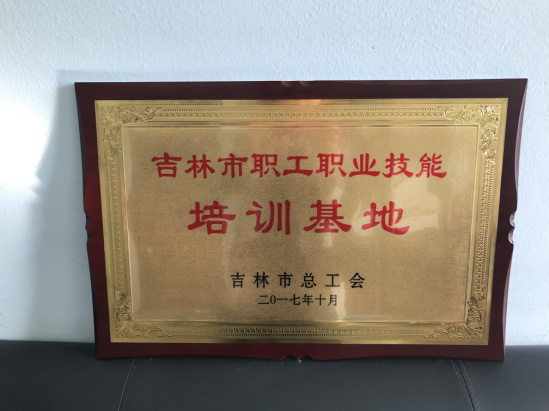 吉林市职工职业技能
培训基地
吉林市总工会
二〇一七年十月